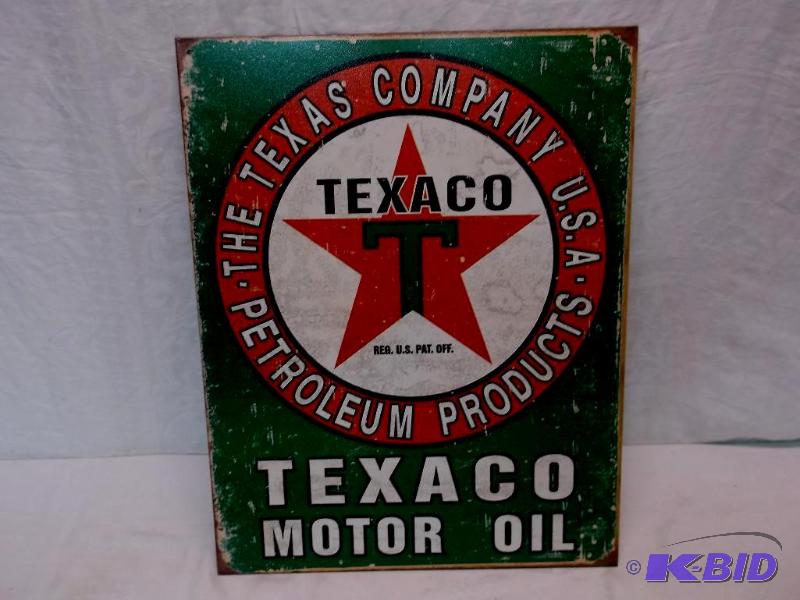 ·THE TEXAS COMPANY U.S.A·
PETROLEUM PRODUCTS
TEXACO
T
REG. U.S. PAT. OFF.
TEXACO
MOTOR OIL
© K-BID